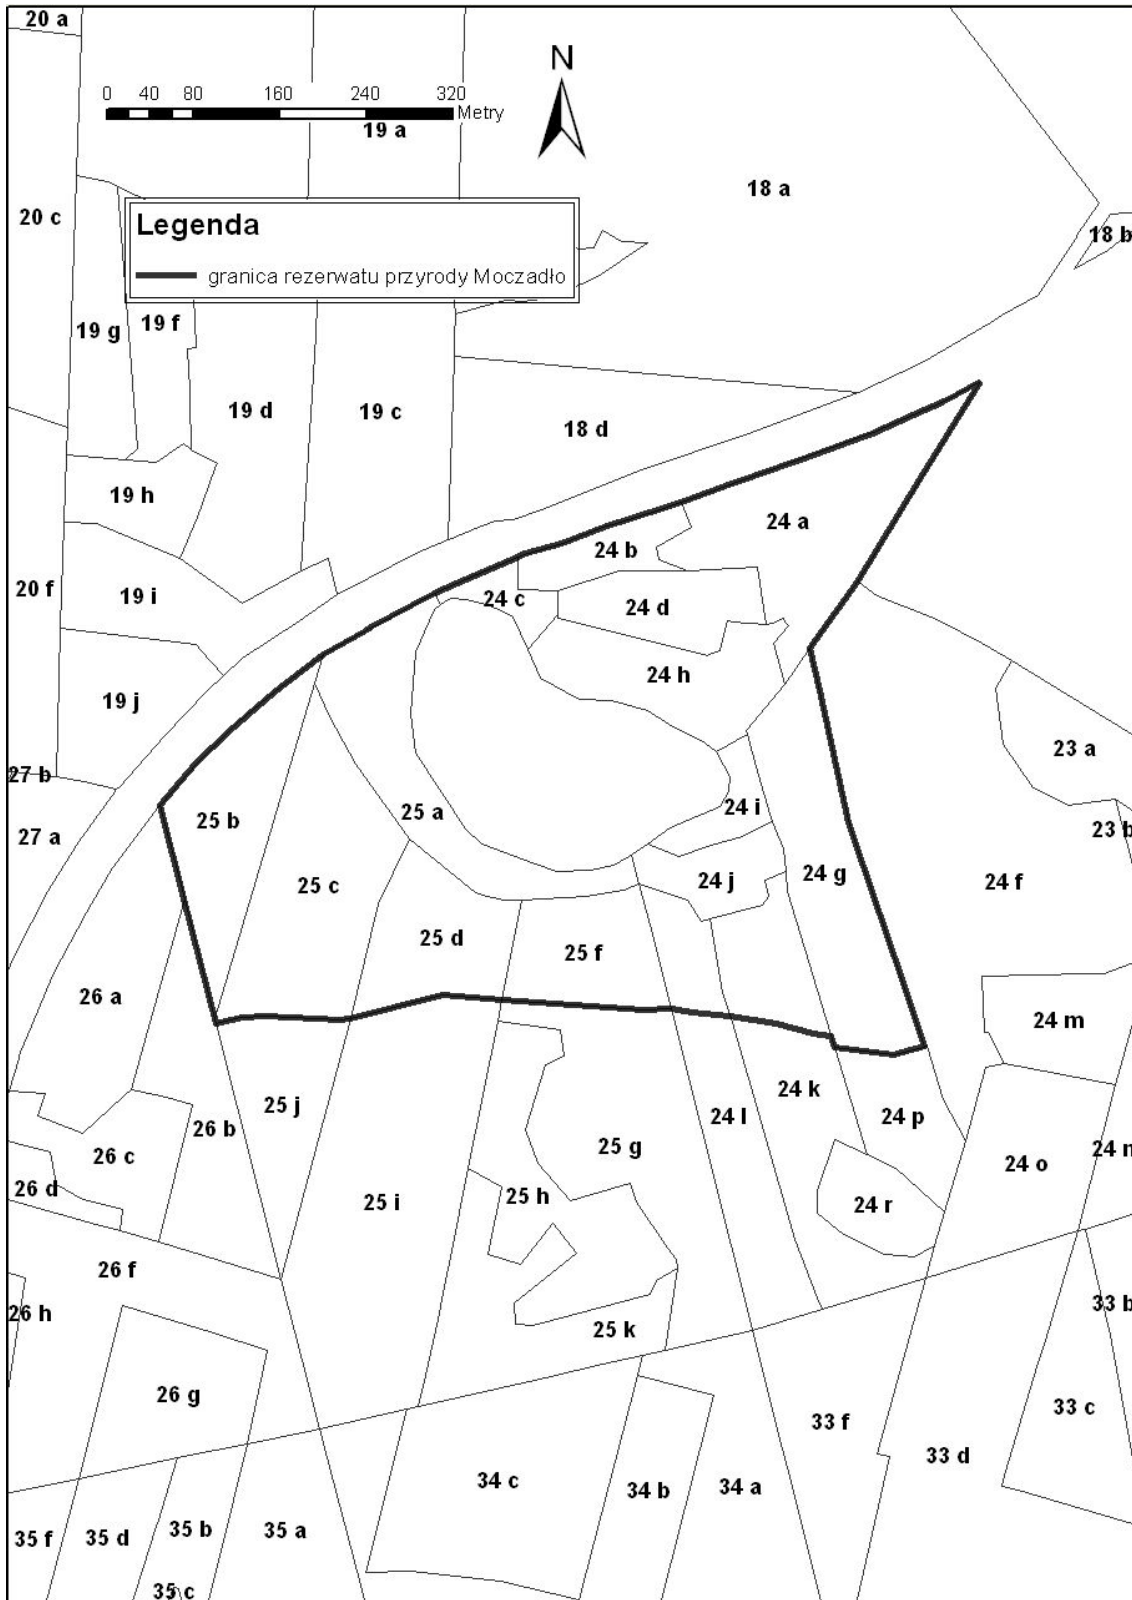 20 a
N
0 40 80 160 240 320
Metry
19 a
18 a
20 c
18 b
Legenda
granica rezerwatu przyrody Moczadło
19 g
19 f
19 d
19 c
18 d
19 h
24 a
24 b
20 f
19 i
24 c
24 d
24 h
19 j
23 a
27 b
25 a
24 i
25 b
27 a
23 b
25 c
24 j
24 g
24 f
25 d
25 f
26 a
24 m
25 j
24 k
26 b
24 l
24 p
25 g
26 c
24 o
26 d
25 h
25 i
24 r
26 f
26 h
33 b
25 k
26 g
33 c
33 f
33 d
34 c
34 b
34 a
35 f
35 d
35 b
35 a
35 c